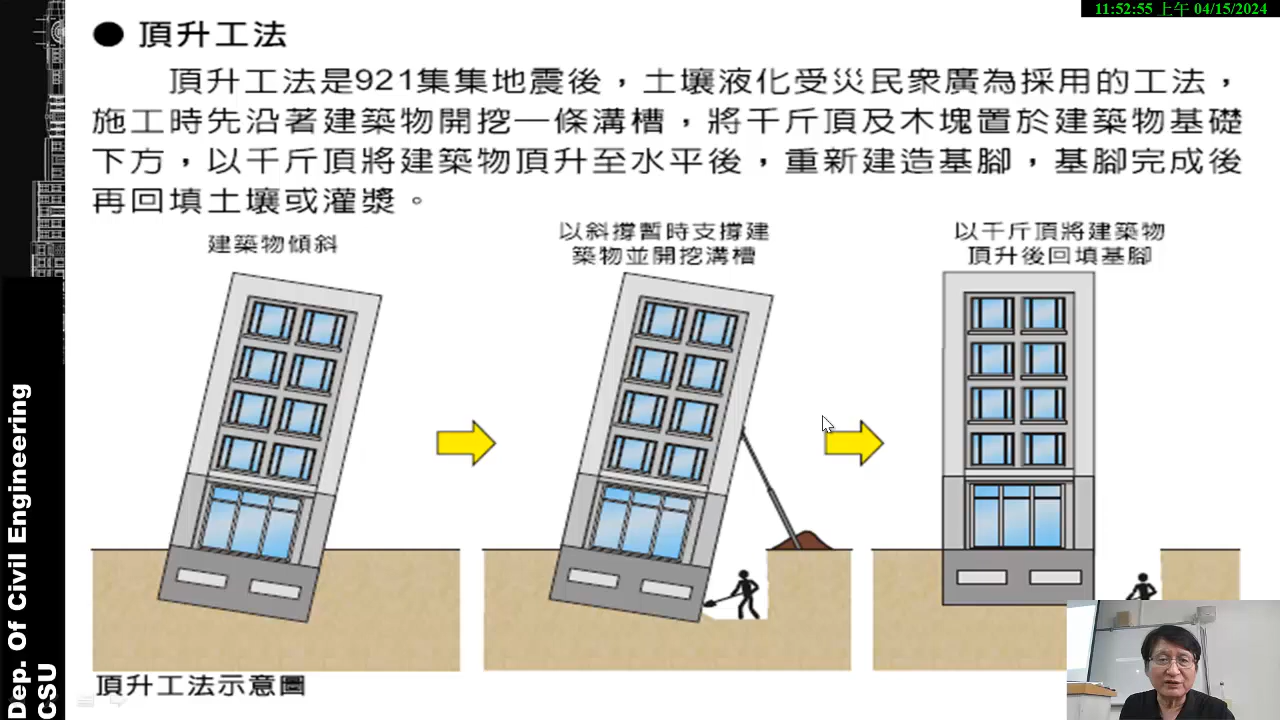 11:52:55 上午 04/15/2024
● 頂升工法
頂升工法是921集集地震後，土壤液化受災民眾廣為採用的工法，
施工時先沿著建築物開挖一條溝槽，將千斤頂及木塊置於建築物基礎
下方，以千斤頂將建築物頂升至水平後，重新建造基腳，基腳完成後
再回填土壤或灌漿。
建築物傾斜
以斜撐暫時支撐建
築物並開挖溝槽
以千斤頂將建築物
頂升後回填基腳
頂升工法示意圖
Dep. Of Civil Engineering
CSU